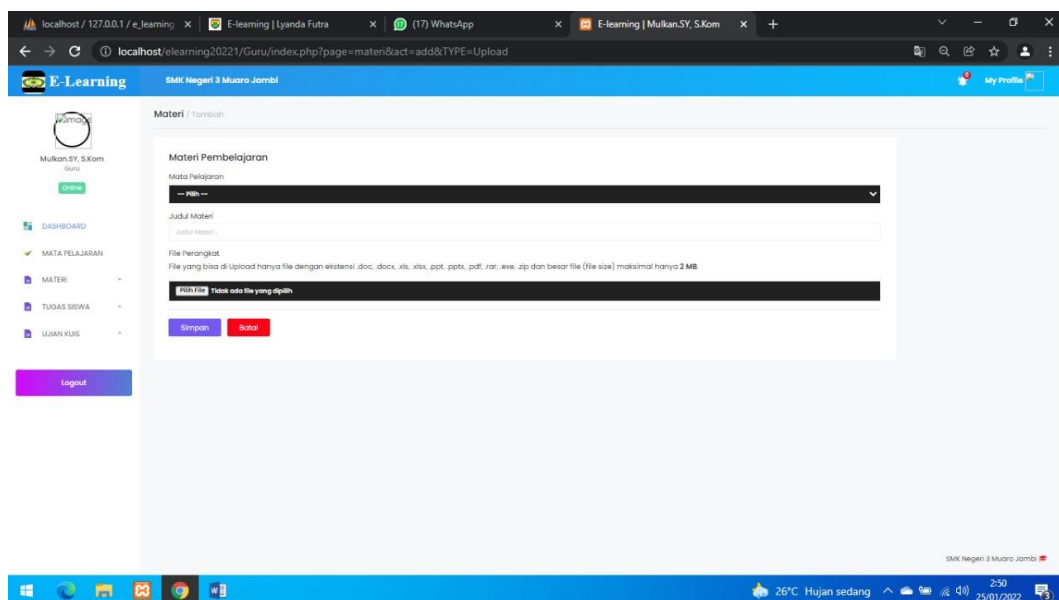 localhost / 127.0.0.1 / e_learning
E-learning | Lyanda Futra
(17) WhatsApp
E-learning | Mulkan.SY, S.Kom
localhost/elearning20221/Guru/index.php?page=materi&act=add&TYPE=Upload
E-Learning
SMK Negeri 3 Muaro Jambi
0
My Profile
image
Mulkan.SY, S.Kom
Guru
Online
DASHBOARD
MATA PELAJARAN
MATERI
TUGAS SISWA
UJIAN KUIS
Logout
Materi / Tambah
Materi Pembelajaran
Mata Pelajaran
-- Pilih --
Judul Materi
Judul Materi ..
File Perangkat
File yang bisa di Upload hanya file dengan ekstensi .doc, .docx, .xls, .xlsx, .ppt, .pptx, .pdf, .rar, .exe, .zip dan besar file (file size) maksimal hanya 2 MB.
Pilih File Tidak ada file yang dipilih
Simpan Batal
SMK Negeri 3 Muaro Jambi
26°C Hujan sedang
2:50
25/01/2022
3